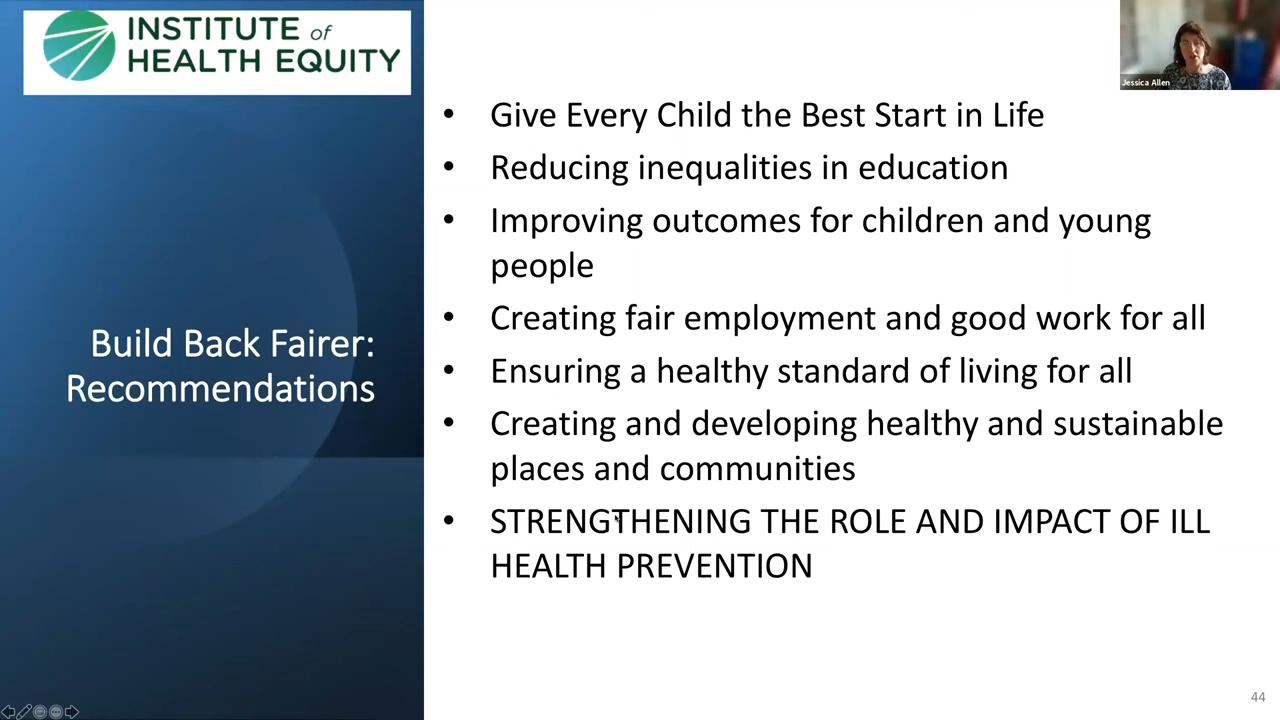 INSTITUTE of
HEALTH EQUITY
Jessica Allen
Build Back Fairer:
Recommendations
• Give Every Child the Best Start in Life
• Reducing inequalities in education
• Improving outcomes for children and young
people
• Creating fair employment and good work for all
• Ensuring a healthy standard of living for all
• Creating and developing healthy and sustainable
places and communities
• STRENGTHENING THE ROLE AND IMPACT OF ILL
HEALTH PREVENTION
44